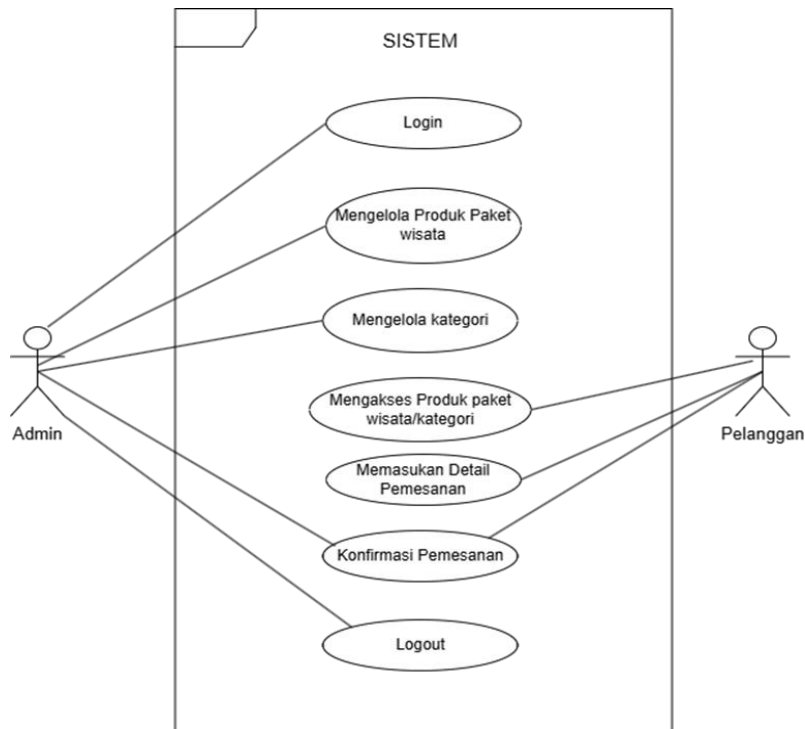 SISTEM
Login
Mengelola Produk Paket
wisata
Mengelola kategori
Mengakses Produk paket
wisata/kategori
Admin
Pelanggan
Memasukan Detail
Pemesanan
Konfirmasi Pemesanan
Logout